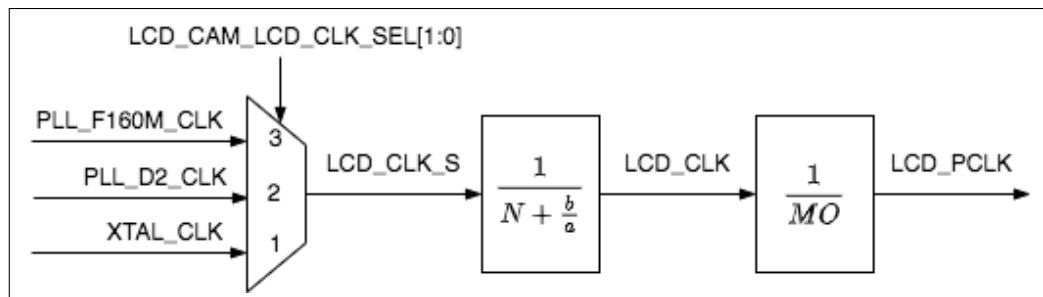 LCD_CAM_LCD_CLK_SEL[1:0]
PLL_F160M_CLK
3
PLL_D2_CLK
2
XTAL_CLK
1
LCD_CLK_S
1
N + b/a
LCD_CLK
1
MO
LCD_PCLK